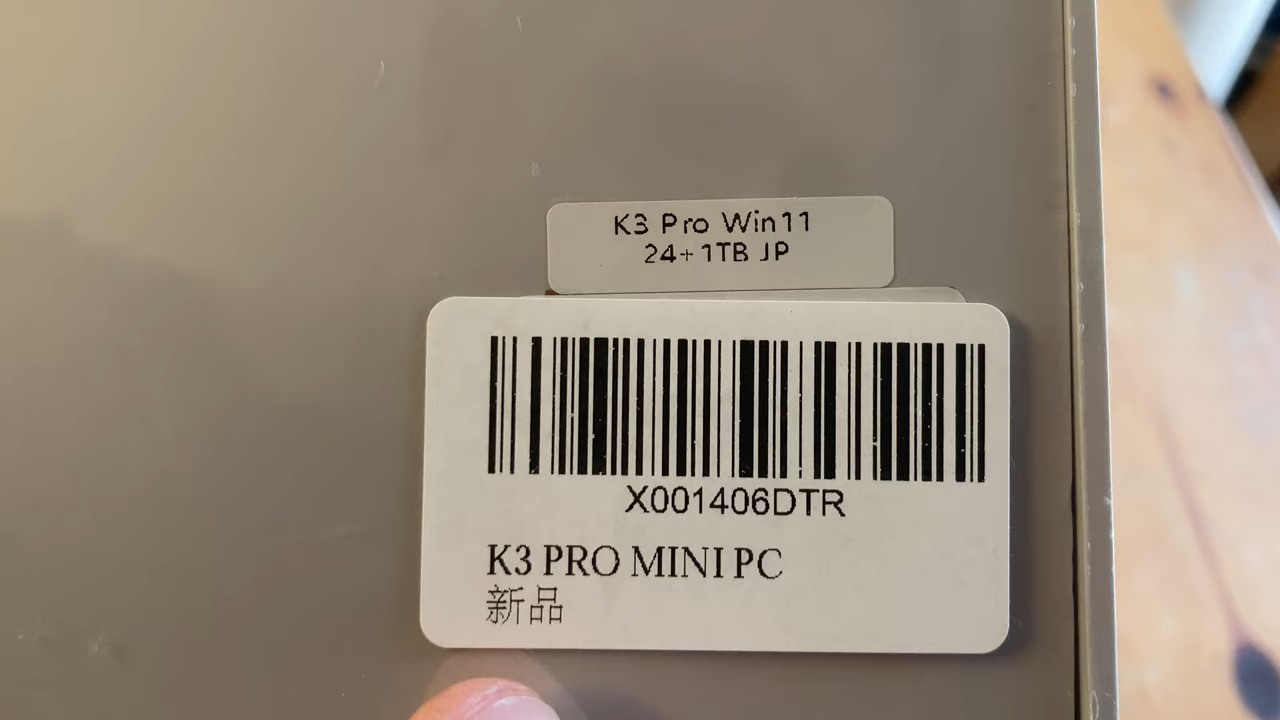 K3 Pro Win11
24+1TB JP
X001406DTR
K3 PRO MINI PC
新品